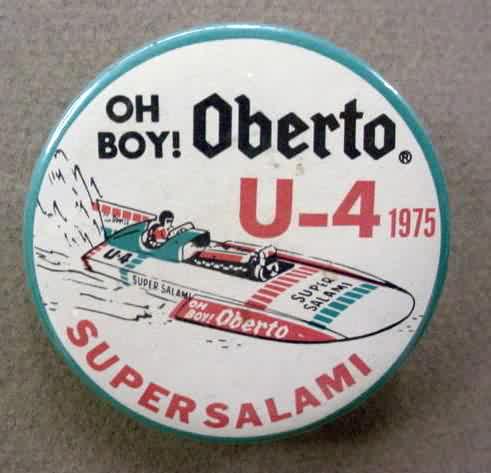 OH
BOY! Oberto®
U-4 1975
U-4
SUPER SALAMI
SUPER
SALAMI
OH
BOY! Oberto
SUPER SALAMI